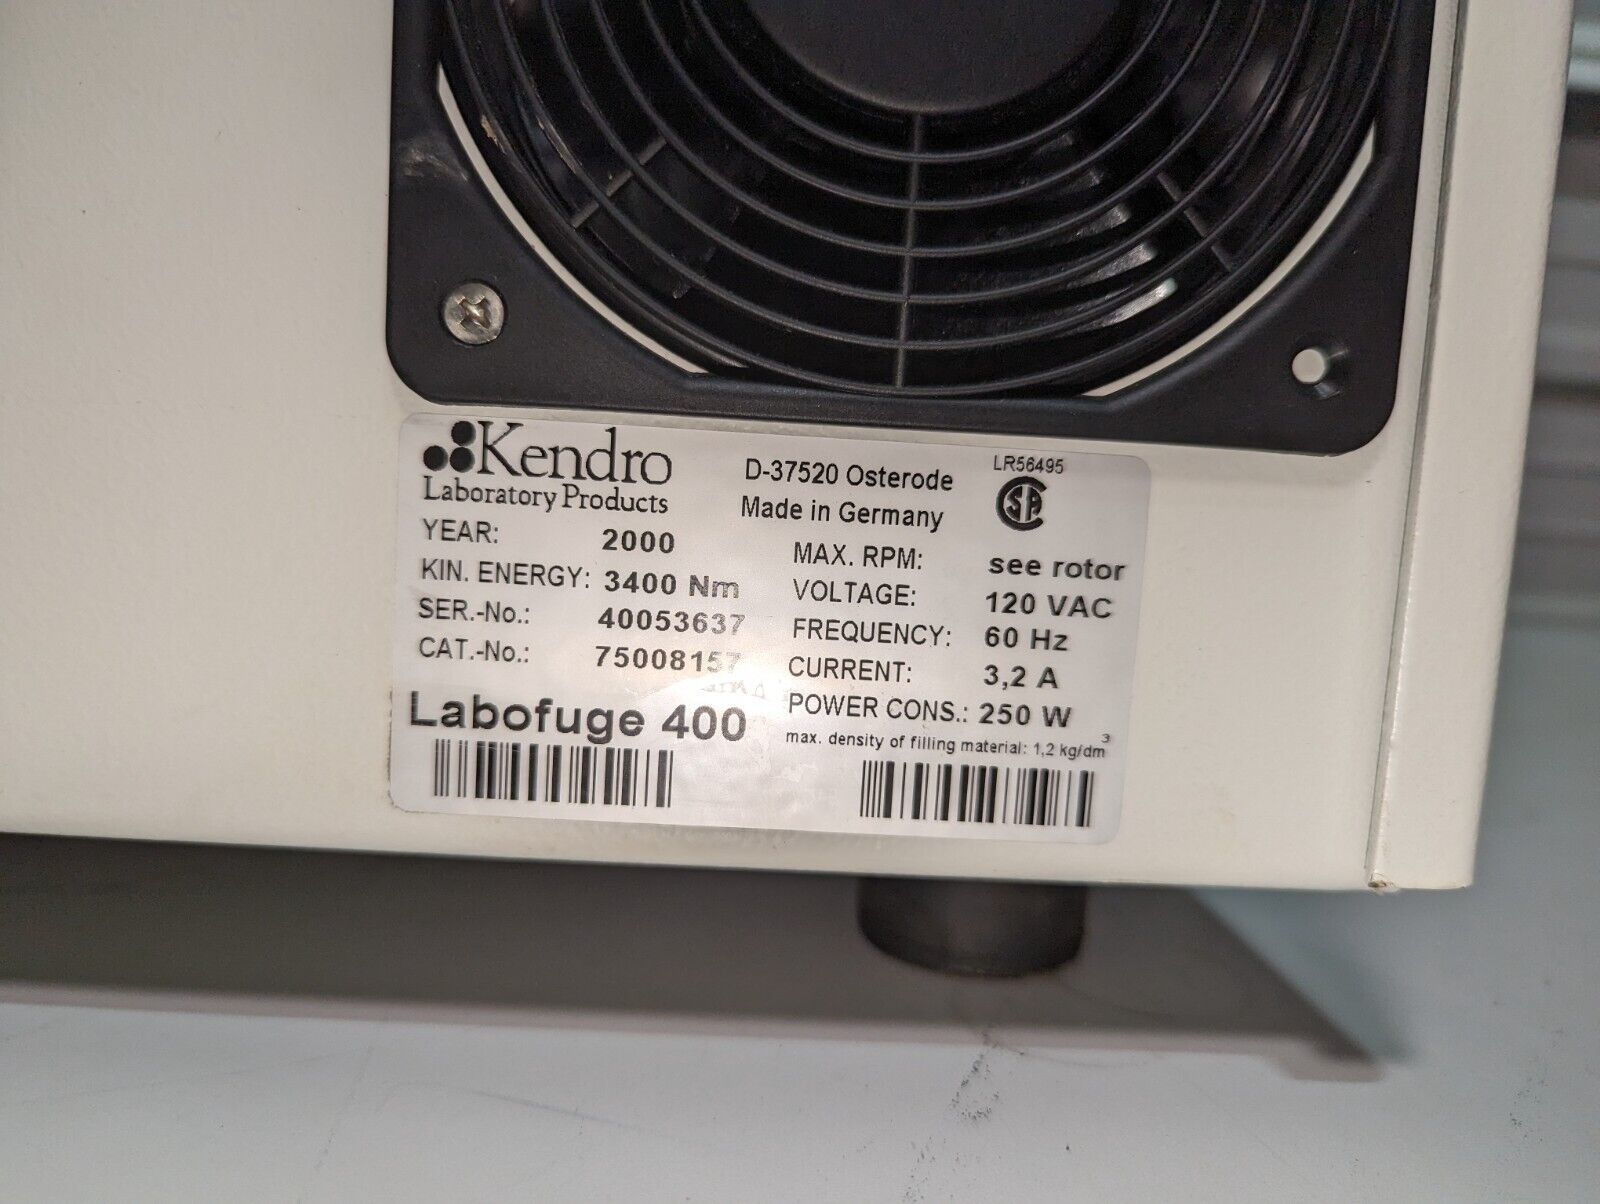 Kendro
Laboratory Products
D-37520 Osterode
Made in Germany
LR56495
SA
YEAR: 2000
KIN. ENERGY: 3400 Nm
SER.-No.: 40053637
CAT.-No.: 75008157
MAX. RPM: see rotor
VOLTAGE: 120 VAC
FREQUENCY: 60 Hz
CURRENT: 3,2 A
POWER CONS.: 250 W
Labofuge 400
max. density of filling material: 1,2 kg/dm³